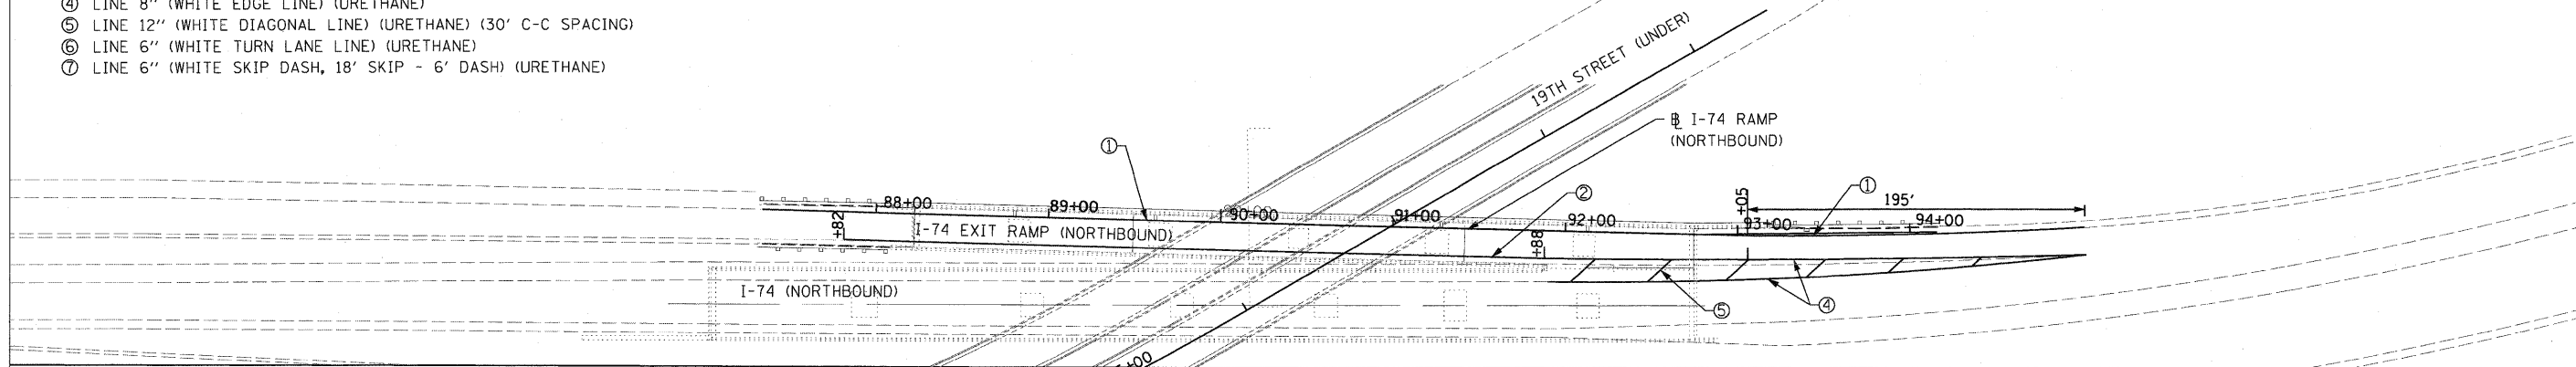 ④ LINE 8" (WHITE EDGE LINE) (URETHANE)
⑤ LINE 12" (WHITE DIAGONAL LINE) (URETHANE) (30' C-C SPACING)
⑥ LINE 6" (WHITE TURN LANE LINE) (URETHANE)
⑦ LINE 6" (WHITE SKIP DASH, 18' SKIP - 6' DASH) (URETHANE)
19TH STREET (UNDER)
℄ I-74 RAMP
(NORTHBOUND)
①
②
①
195'
+05
88+00
89+00
90+00
91+00
92+00
93+00
94+00
+82
I-74 EXIT RAMP (NORTHBOUND)
+88
I-74 (NORTHBOUND)
⑤
④